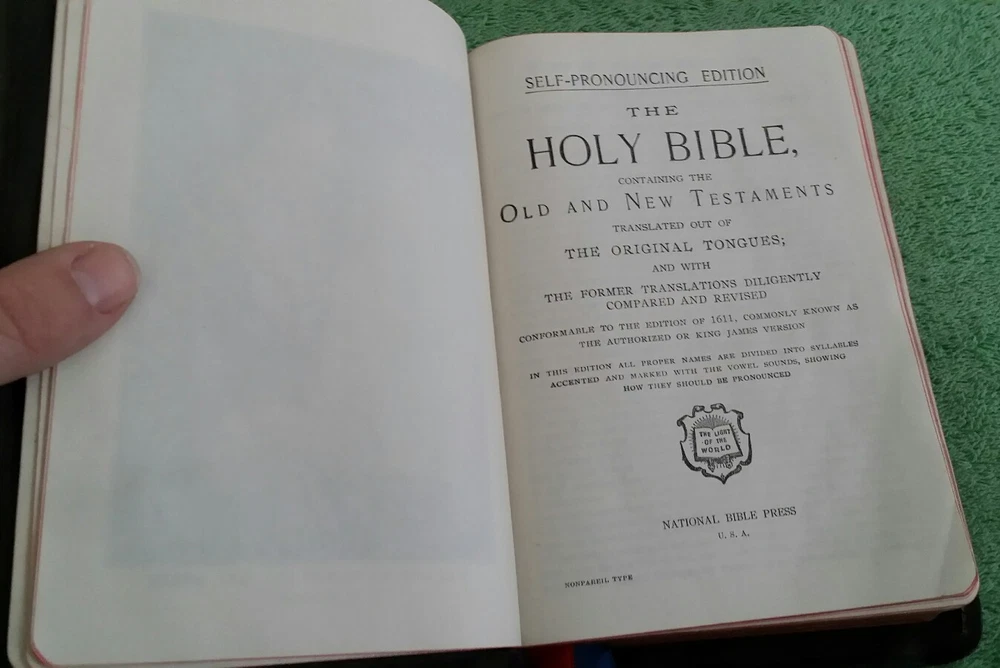 SELF-PRONOUNCING EDITION
THE
HOLY BIBLE,
CONTAINING THE
OLD AND NEW TESTAMENTS
TRANSLATED OUT OF
THE ORIGINAL TONGUES;
AND WITH
THE FORMER TRANSLATIONS DILIGENTLY
COMPARED AND REVISED
CONFORMABLE TO THE EDITION OF 1611, COMMONLY KNOWN AS
THE AUTHORIZED OR KING JAMES VERSION
IN THIS EDITION ALL PROPER NAMES ARE DIVIDED INTO SYLLABLES
ACCENTED AND MARKED WITH THE VOWEL SOUNDS, SHOWING
HOW THEY SHOULD BE PRONOUNCED
THE LIGHT
OF THE
WORLD
NATIONAL BIBLE PRESS
U. S. A.
NONPAREIL TYPE